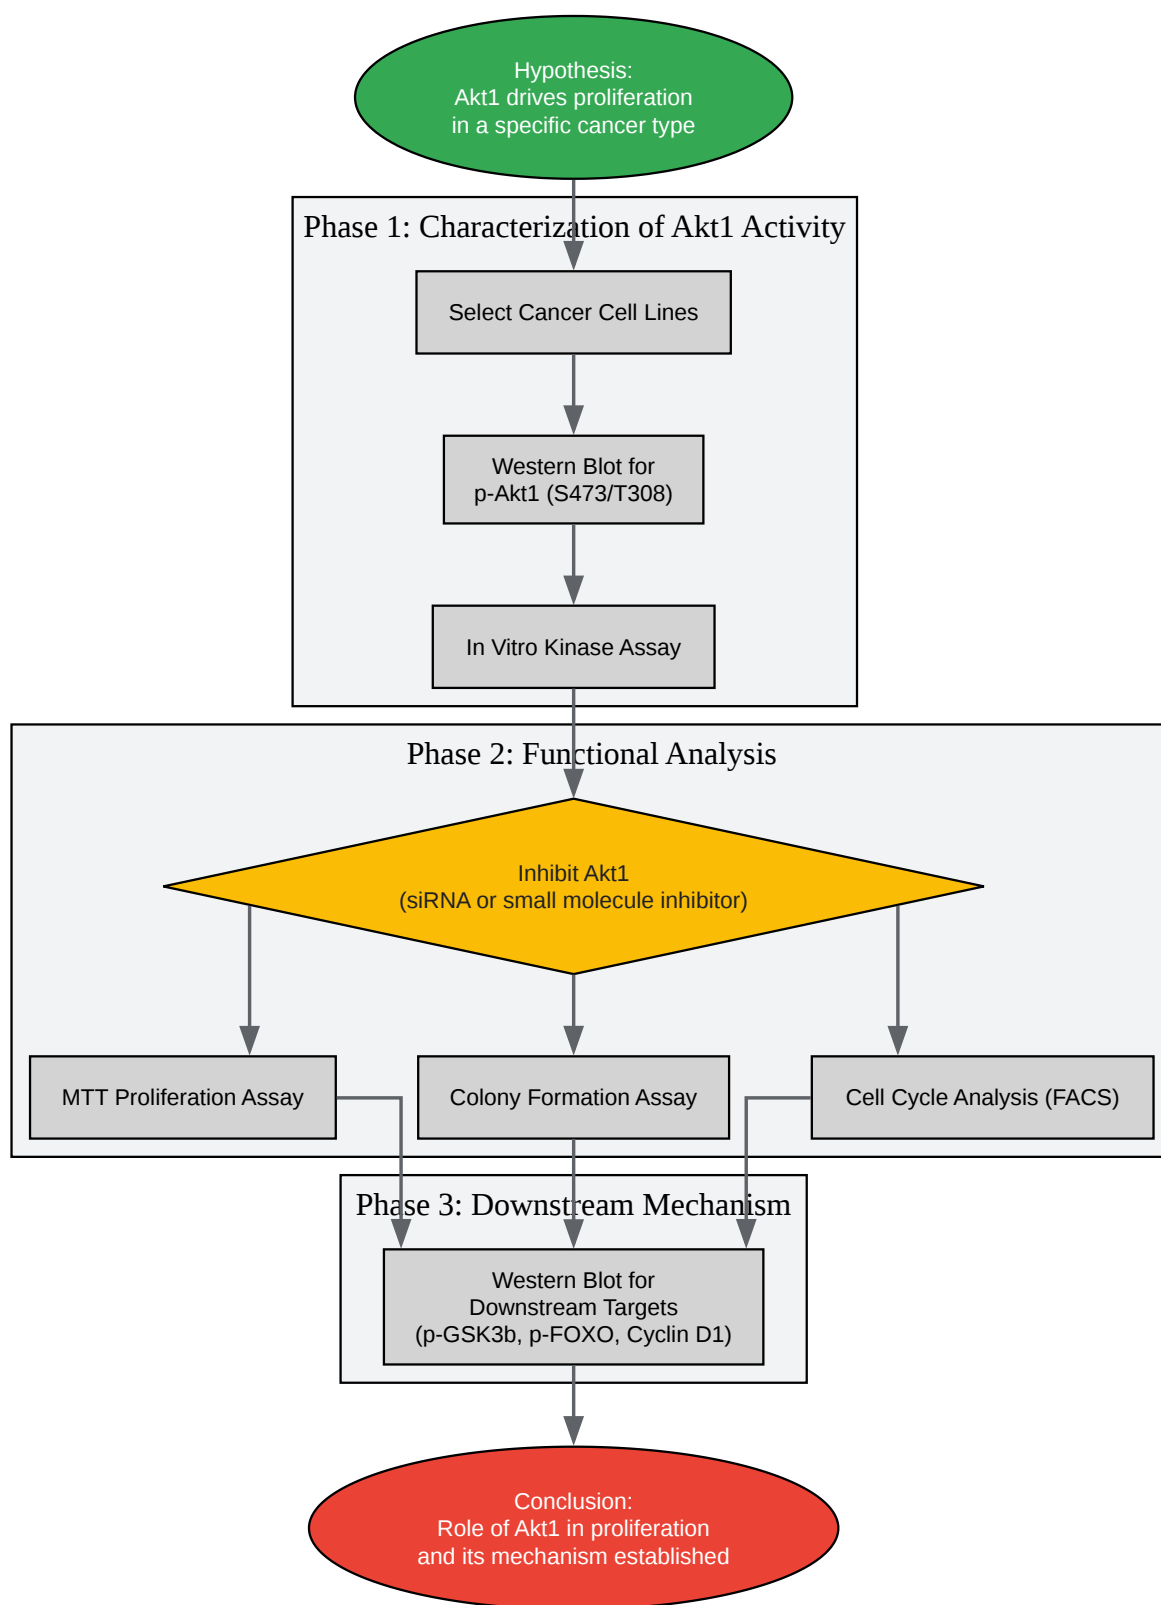 Hypothesis:
Akt1 drives proliferation
in a specific cancer type
Phase 1: Characterization of Akt1 Activity
Select Cancer Cell Lines
Western Blot for
p-Akt1 (S473/T308)
In Vitro Kinase Assay
Phase 2: Functional Analysis
Inhibit Akt1
(siRNA or small molecule inhibitor)
MTT Proliferation Assay
Colony Formation Assay
Cell Cycle Analysis (FACS)
Phase 3: Downstream Mechanism
Western Blot for
Downstream Targets
(p-GSK3b, p-FOXO, Cyclin D1)
Conclusion:
Role of Akt1 in proliferation
and its mechanism established